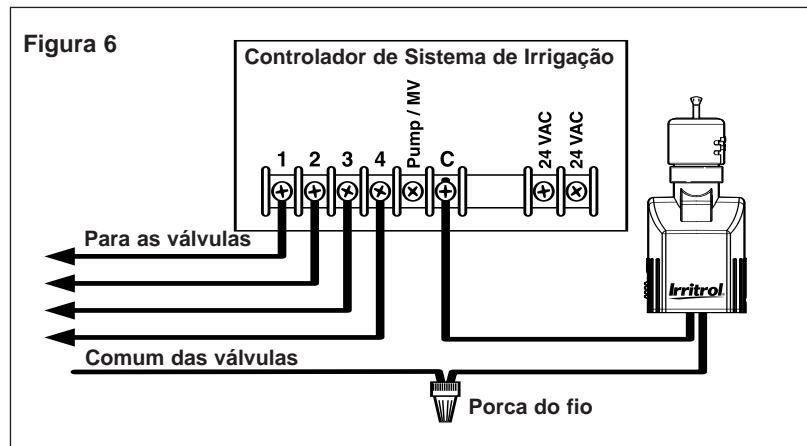 Figura 6
Controlador de Sistema de Irrigação
1 2 3 4 Pump / MV C 24 VAC 24 VAC
Para as válvulas
Irritrol
Comum das válvulas
Porca do fio